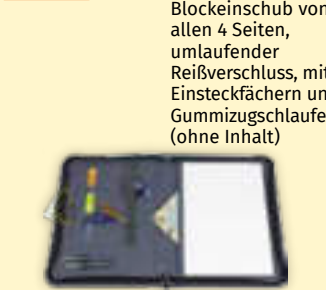 Blockeinschub von
allen 4 Seiten,
umlaufender
Reißverschluss, mit
Einsteckfächern un
Gummizugschlaufe
(ohne Inhalt)